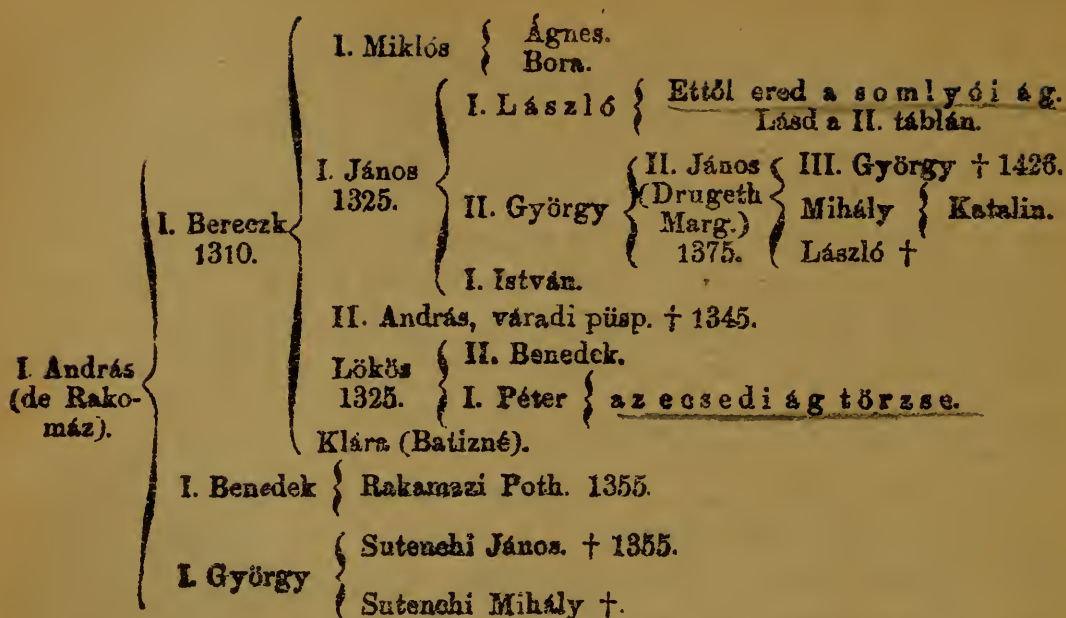 I. Miklós { Ágnes.
Bora.
I. László { Ettől ered a somlyói ág.
Lásd a II. táblán.
I. János
1325.
II. György
II. János
(Drugeth
Marg.)
1375.
III. György † 1426.
Mihály } Katalin.
László †
I. István.
I. Bereczk
1310.
II. András, váradi püsp. † 1345.
Lökös
1325.
II. Benedek.
I. Péter } az ecsedi ág törzse.
Klára (Batizné).
I. András
(de Rako-
máz).
I. Benedek } Rakamazi Poth. 1355.
I. György
Sutenchi János. † 1355.
Sutenchi Mihály †.